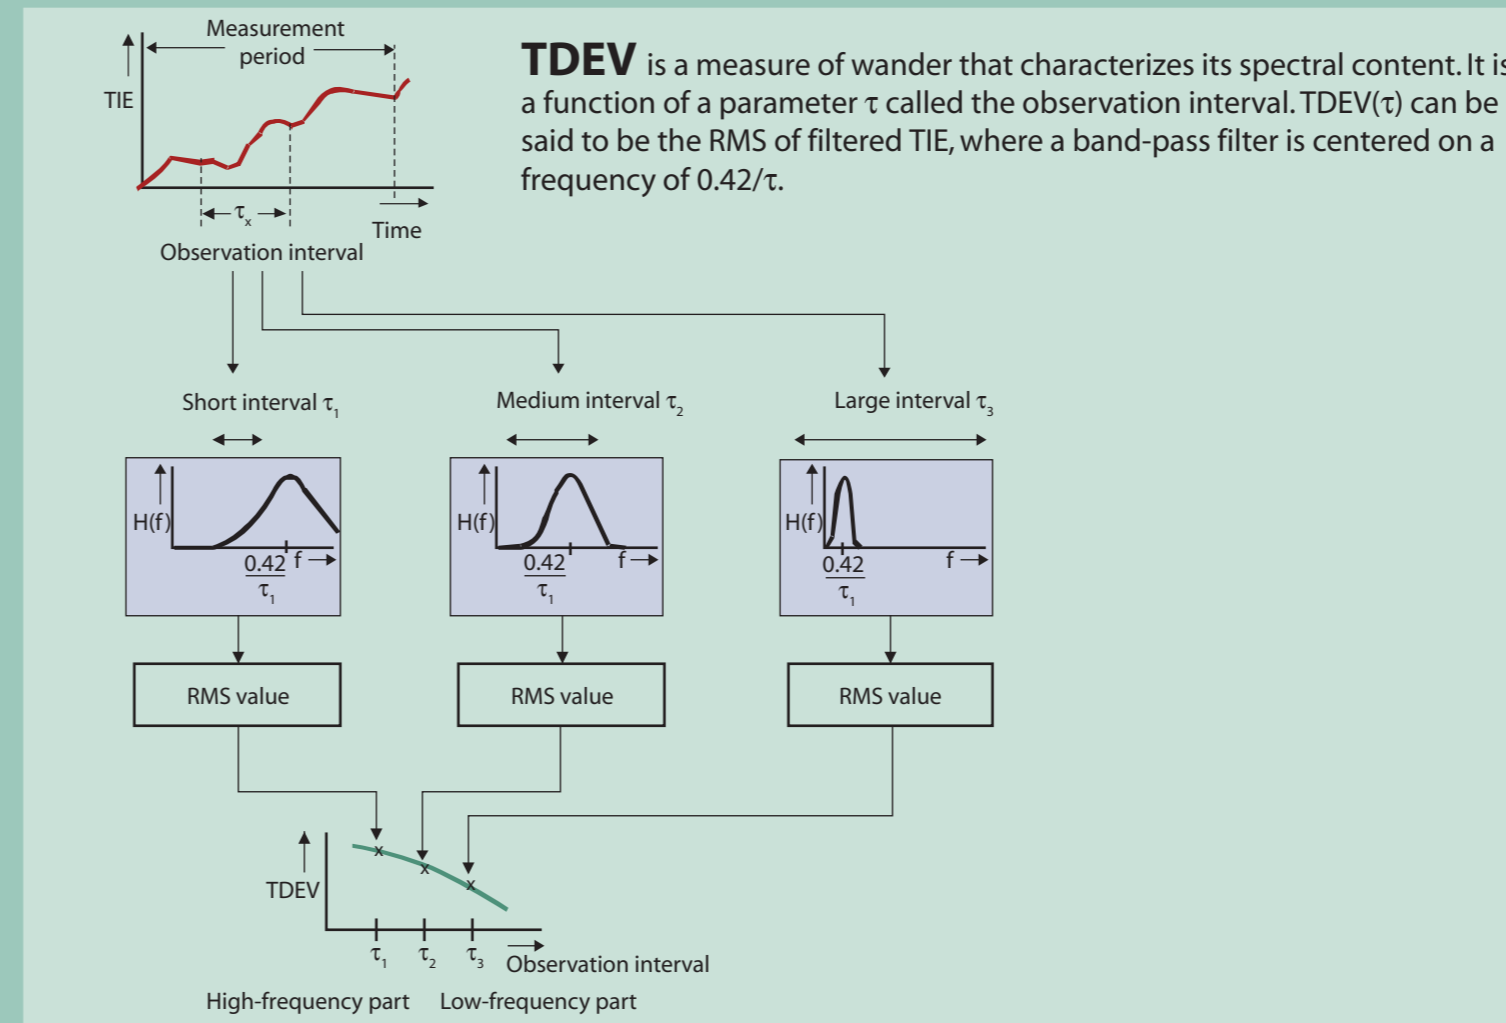 Measurement
period
TIE
τx
Time
Observation interval
TDEV is a measure of wander that characterizes its spectral content. It is
a function of a parameter τ called the observation interval. TDEV(τ) can be
said to be the RMS of filtered TIE, where a band-pass filter is centered on a
frequency of 0.42/τ.
Short interval τ1
Medium interval τ2
Large interval τ3
H(f)
0.42
τ1
f
H(f)
0.42
τ1
f
H(f)
0.42
τ1
f
RMS value
RMS value
RMS value
TDEV
x
x
x
τ1
τ2
τ3
Observation interval
High-frequency part
Low-frequency part